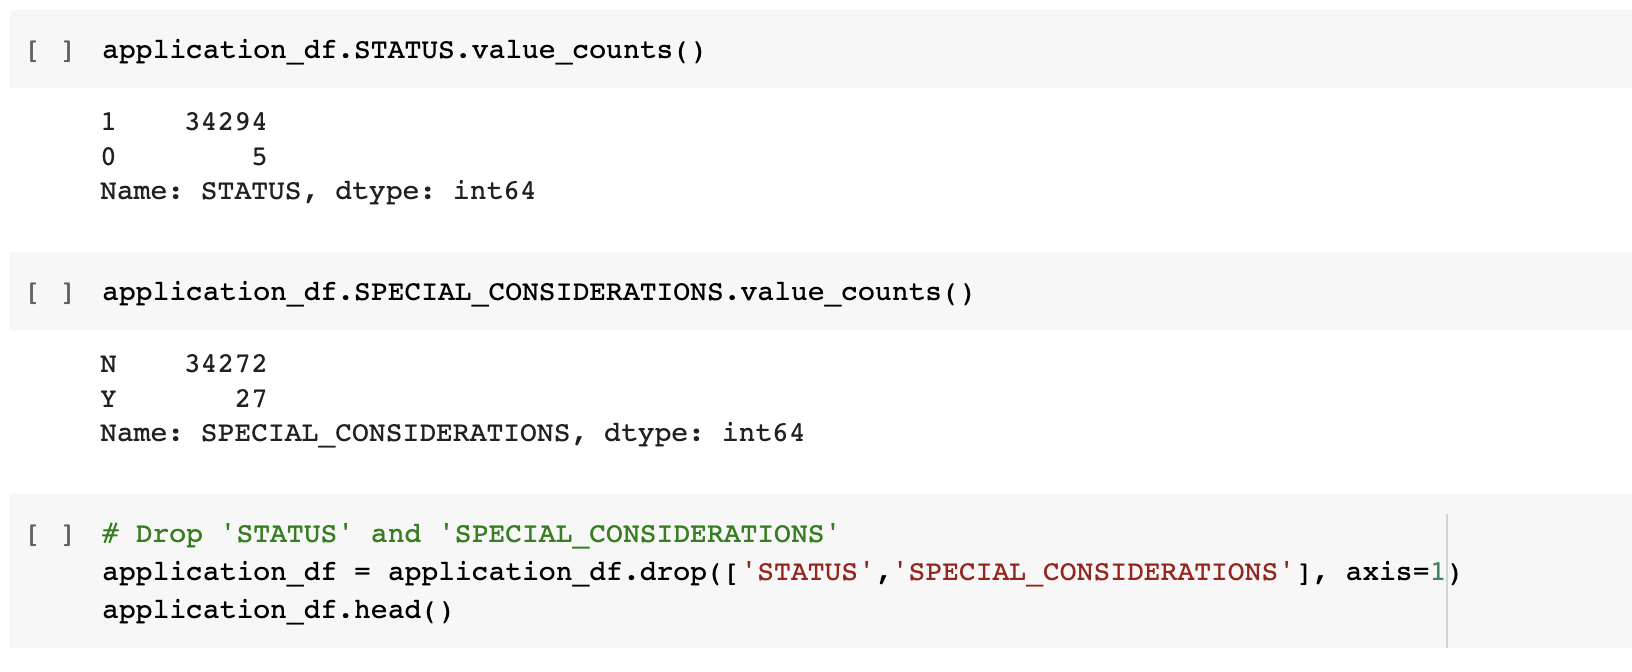 [ ] application_df.STATUS.value_counts()
1    34294
0        5
Name: STATUS, dtype: int64
[ ] application_df.SPECIAL_CONSIDERATIONS.value_counts()
N    34272
Y       27
Name: SPECIAL_CONSIDERATIONS, dtype: int64
[ ] # Drop 'STATUS' and 'SPECIAL_CONSIDERATIONS'
application_df = application_df.drop(['STATUS','SPECIAL_CONSIDERATIONS'], axis=1)
application_df.head()